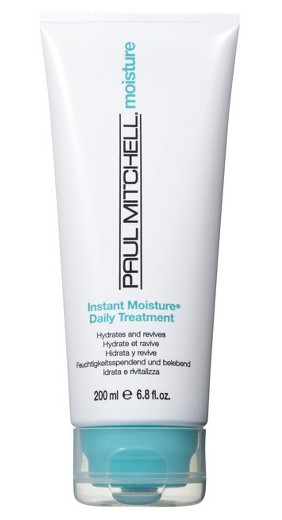 PAUL MITCHELL® moisture
Instant Moisture®
Daily Treatment
Hydrates and revives
Hydrate et ravive
Hidrata y revive
Feuchtigkeitsspendend und belebend
Idrata e rivitalizza
200 ml e 6.8 fl.oz.